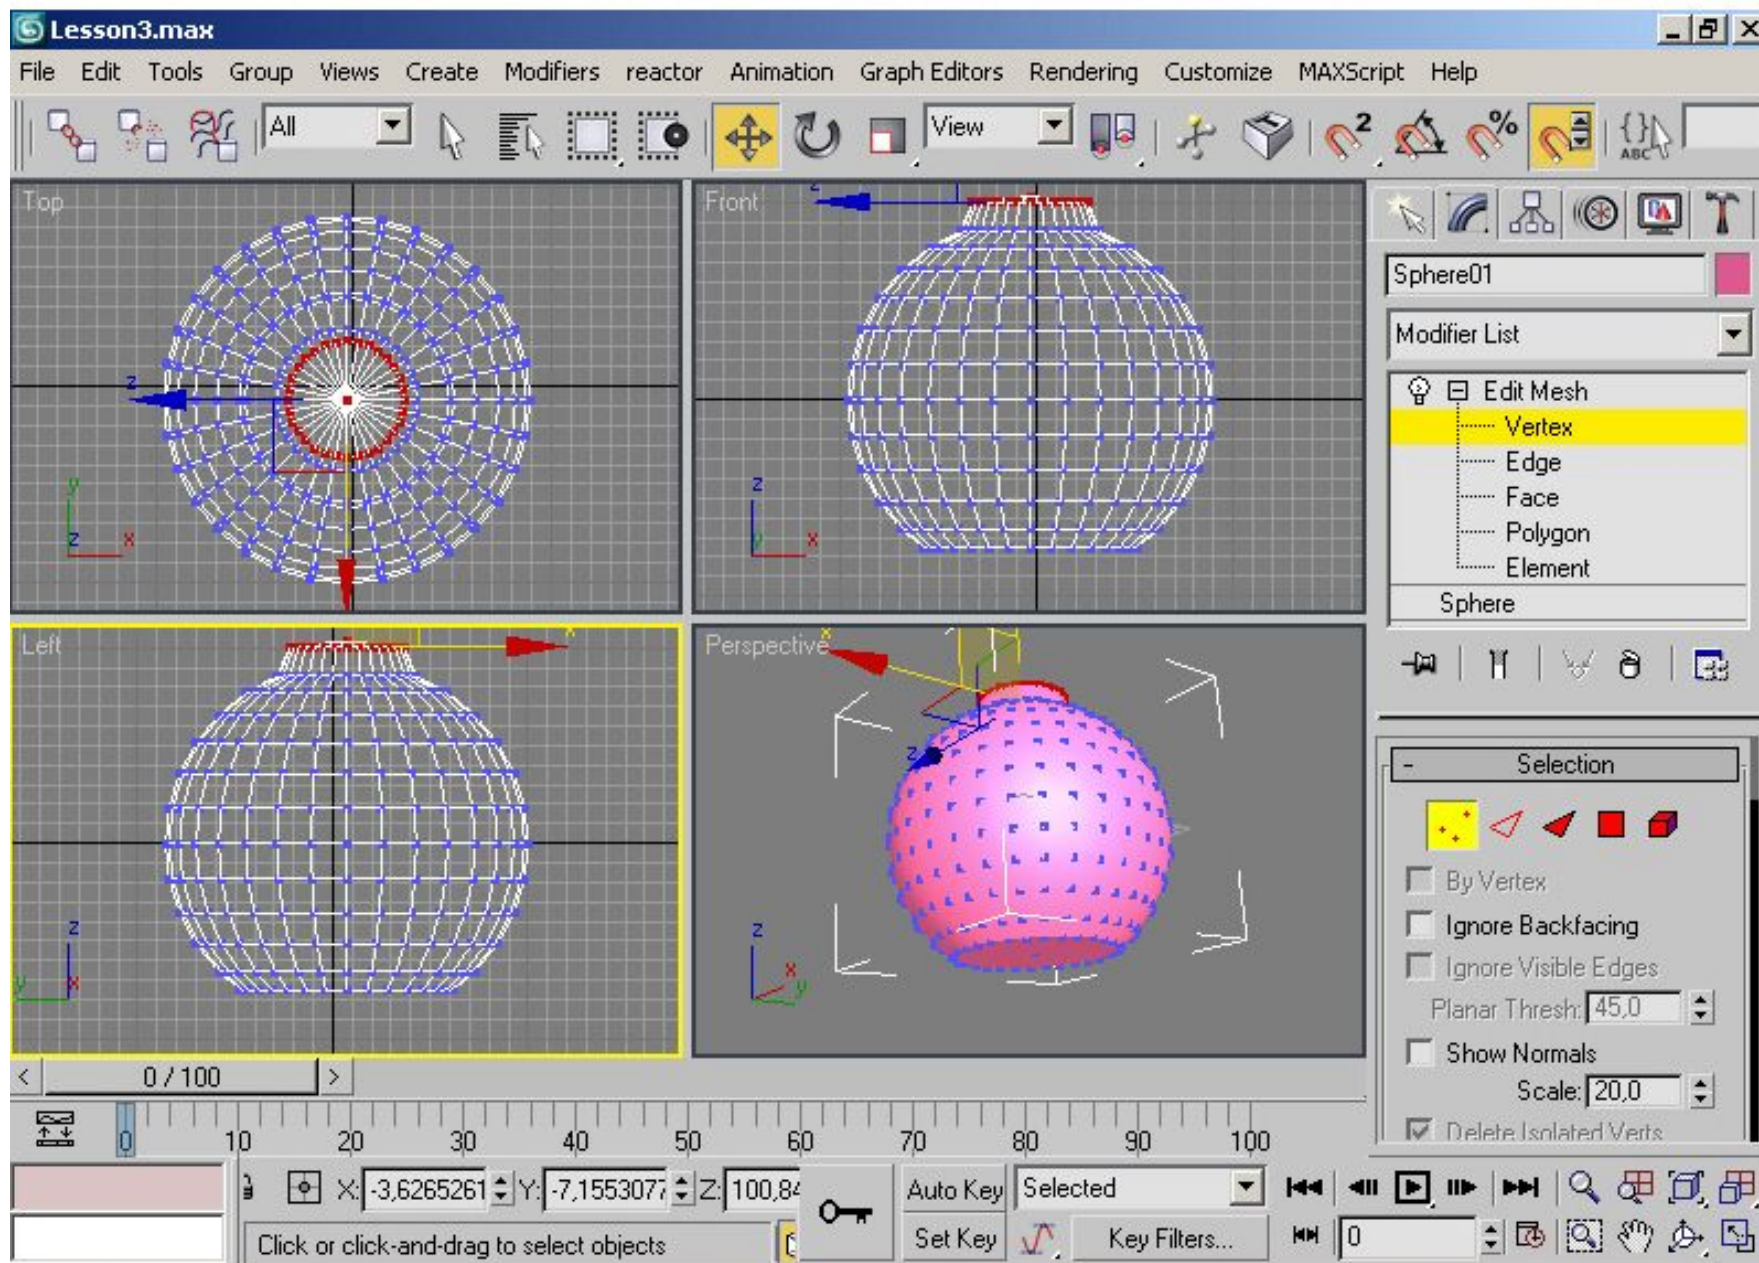 Lesson3.max
File Edit Tools Group Views Create Modifiers reactor Animation Graph Editors Rendering Customize MAXScript Help
All View 2 % {} ABC
Top z y z x
Front z z y x
Sphere01
Modifier List
Edit Mesh
Vertex
Edge
Face
Polygon
Element
Sphere
Left x z y x
Perspective x z z x y
- Selection
By Vertex
Ignore Backfacing
Ignore Visible Edges
Planar Thresh: 45,0
Show Normals
Scale: 20,0
Delete Isolated Verts
< 0 / 100 >
0 10 20 30 40 50 60 70 80 90 100
X: -3,6265261 Y: -7,1553077 Z: 100,84
Auto Key Selected
Click or click-and-drag to select objects
Set Key Key Filters... 0